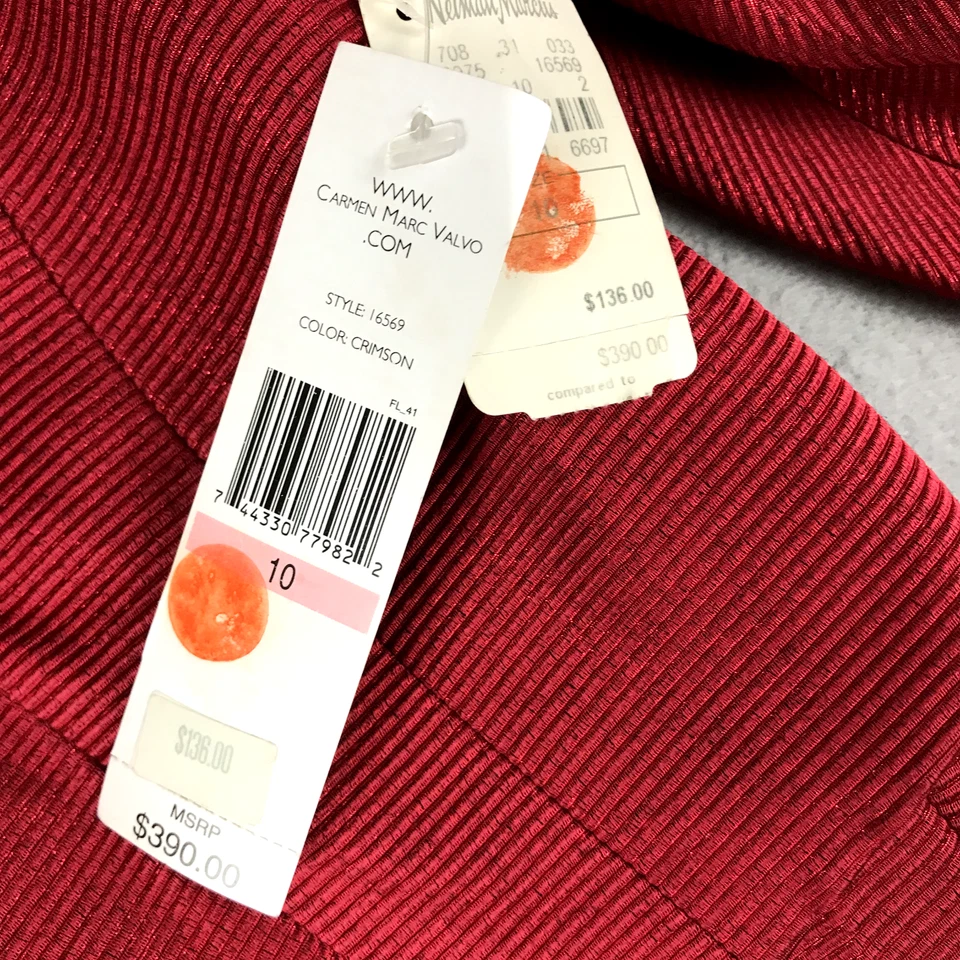 Neiman Marcus
708 31 033
16569
10 2
6697
$136.00
$390 00
compared to
WWW.
CARMEN MARC VALVO
.COM
STYLE: 16569
COLOR: CRIMSON
FL_41
7 44330 77982 2
10
$136.00
MSRP
$390.00